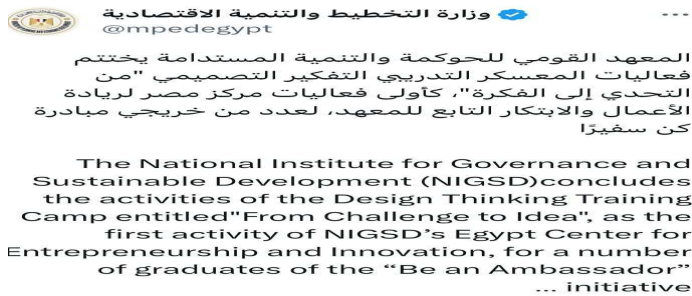 وزارة التخطيط والتنمية الاقتصادية
@mpedegypt
المعهد القومي للحوكمة والتنمية المستدامة يختتم
فعاليات المعسكر التدريبي التفكير التصميمي "من
التحدي إلى الفكرة"، كأولى فعاليات مركز مصر لريادة
الأعمال والابتكار التابع للمعهد، لعدد من خريجي مبادرة
كن سفيرًا
The National Institute for Governance and
Sustainable Development (NIGSD)concludes
the activities of the Design Thinking Training
Camp entitled"From Challenge to Idea", as the
first activity of NIGSD’s Egypt Center for
Entrepreneurship and Innovation, for a number
of graduates of the “Be an Ambassador”
initiative ...